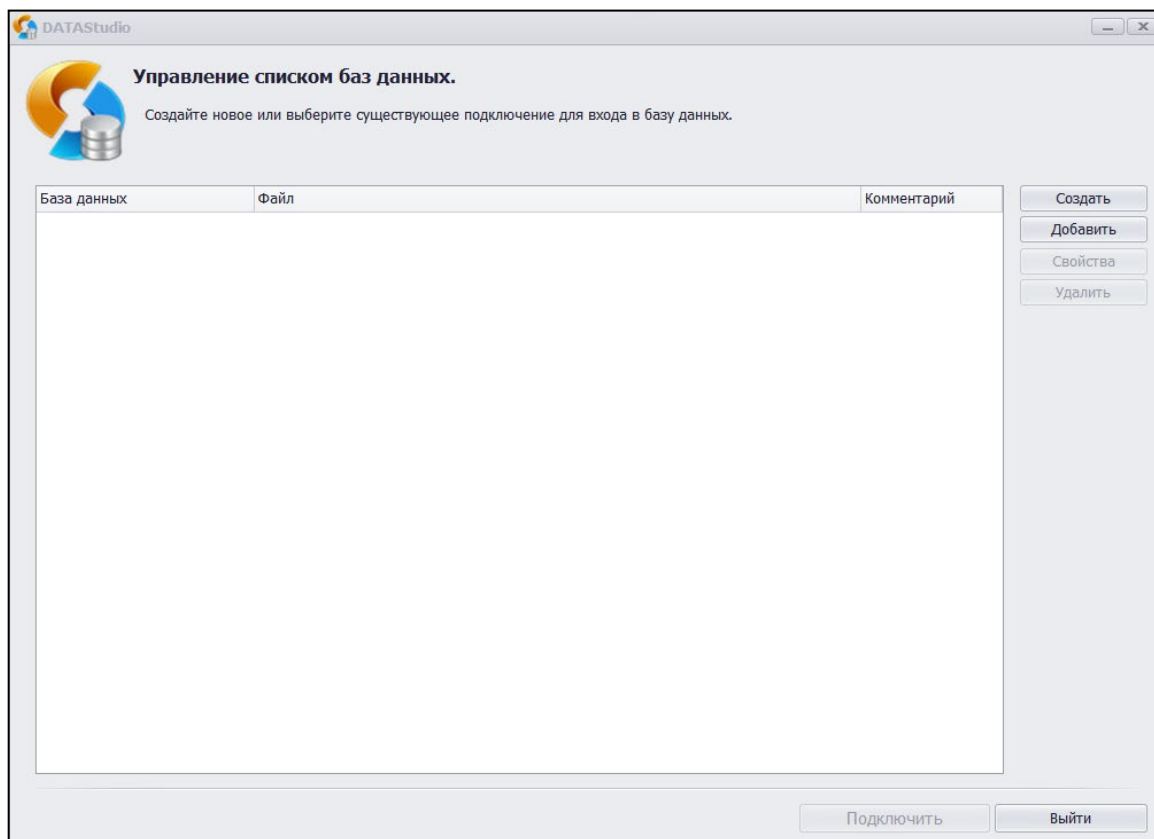 DATAStudio
Управление списком баз данных.
Создайте новое или выберите существующее подключение для входа в базу данных.
База данных Файл Комментарий
Создать
Добавить
Свойства
Удалить
Подключить Выйти